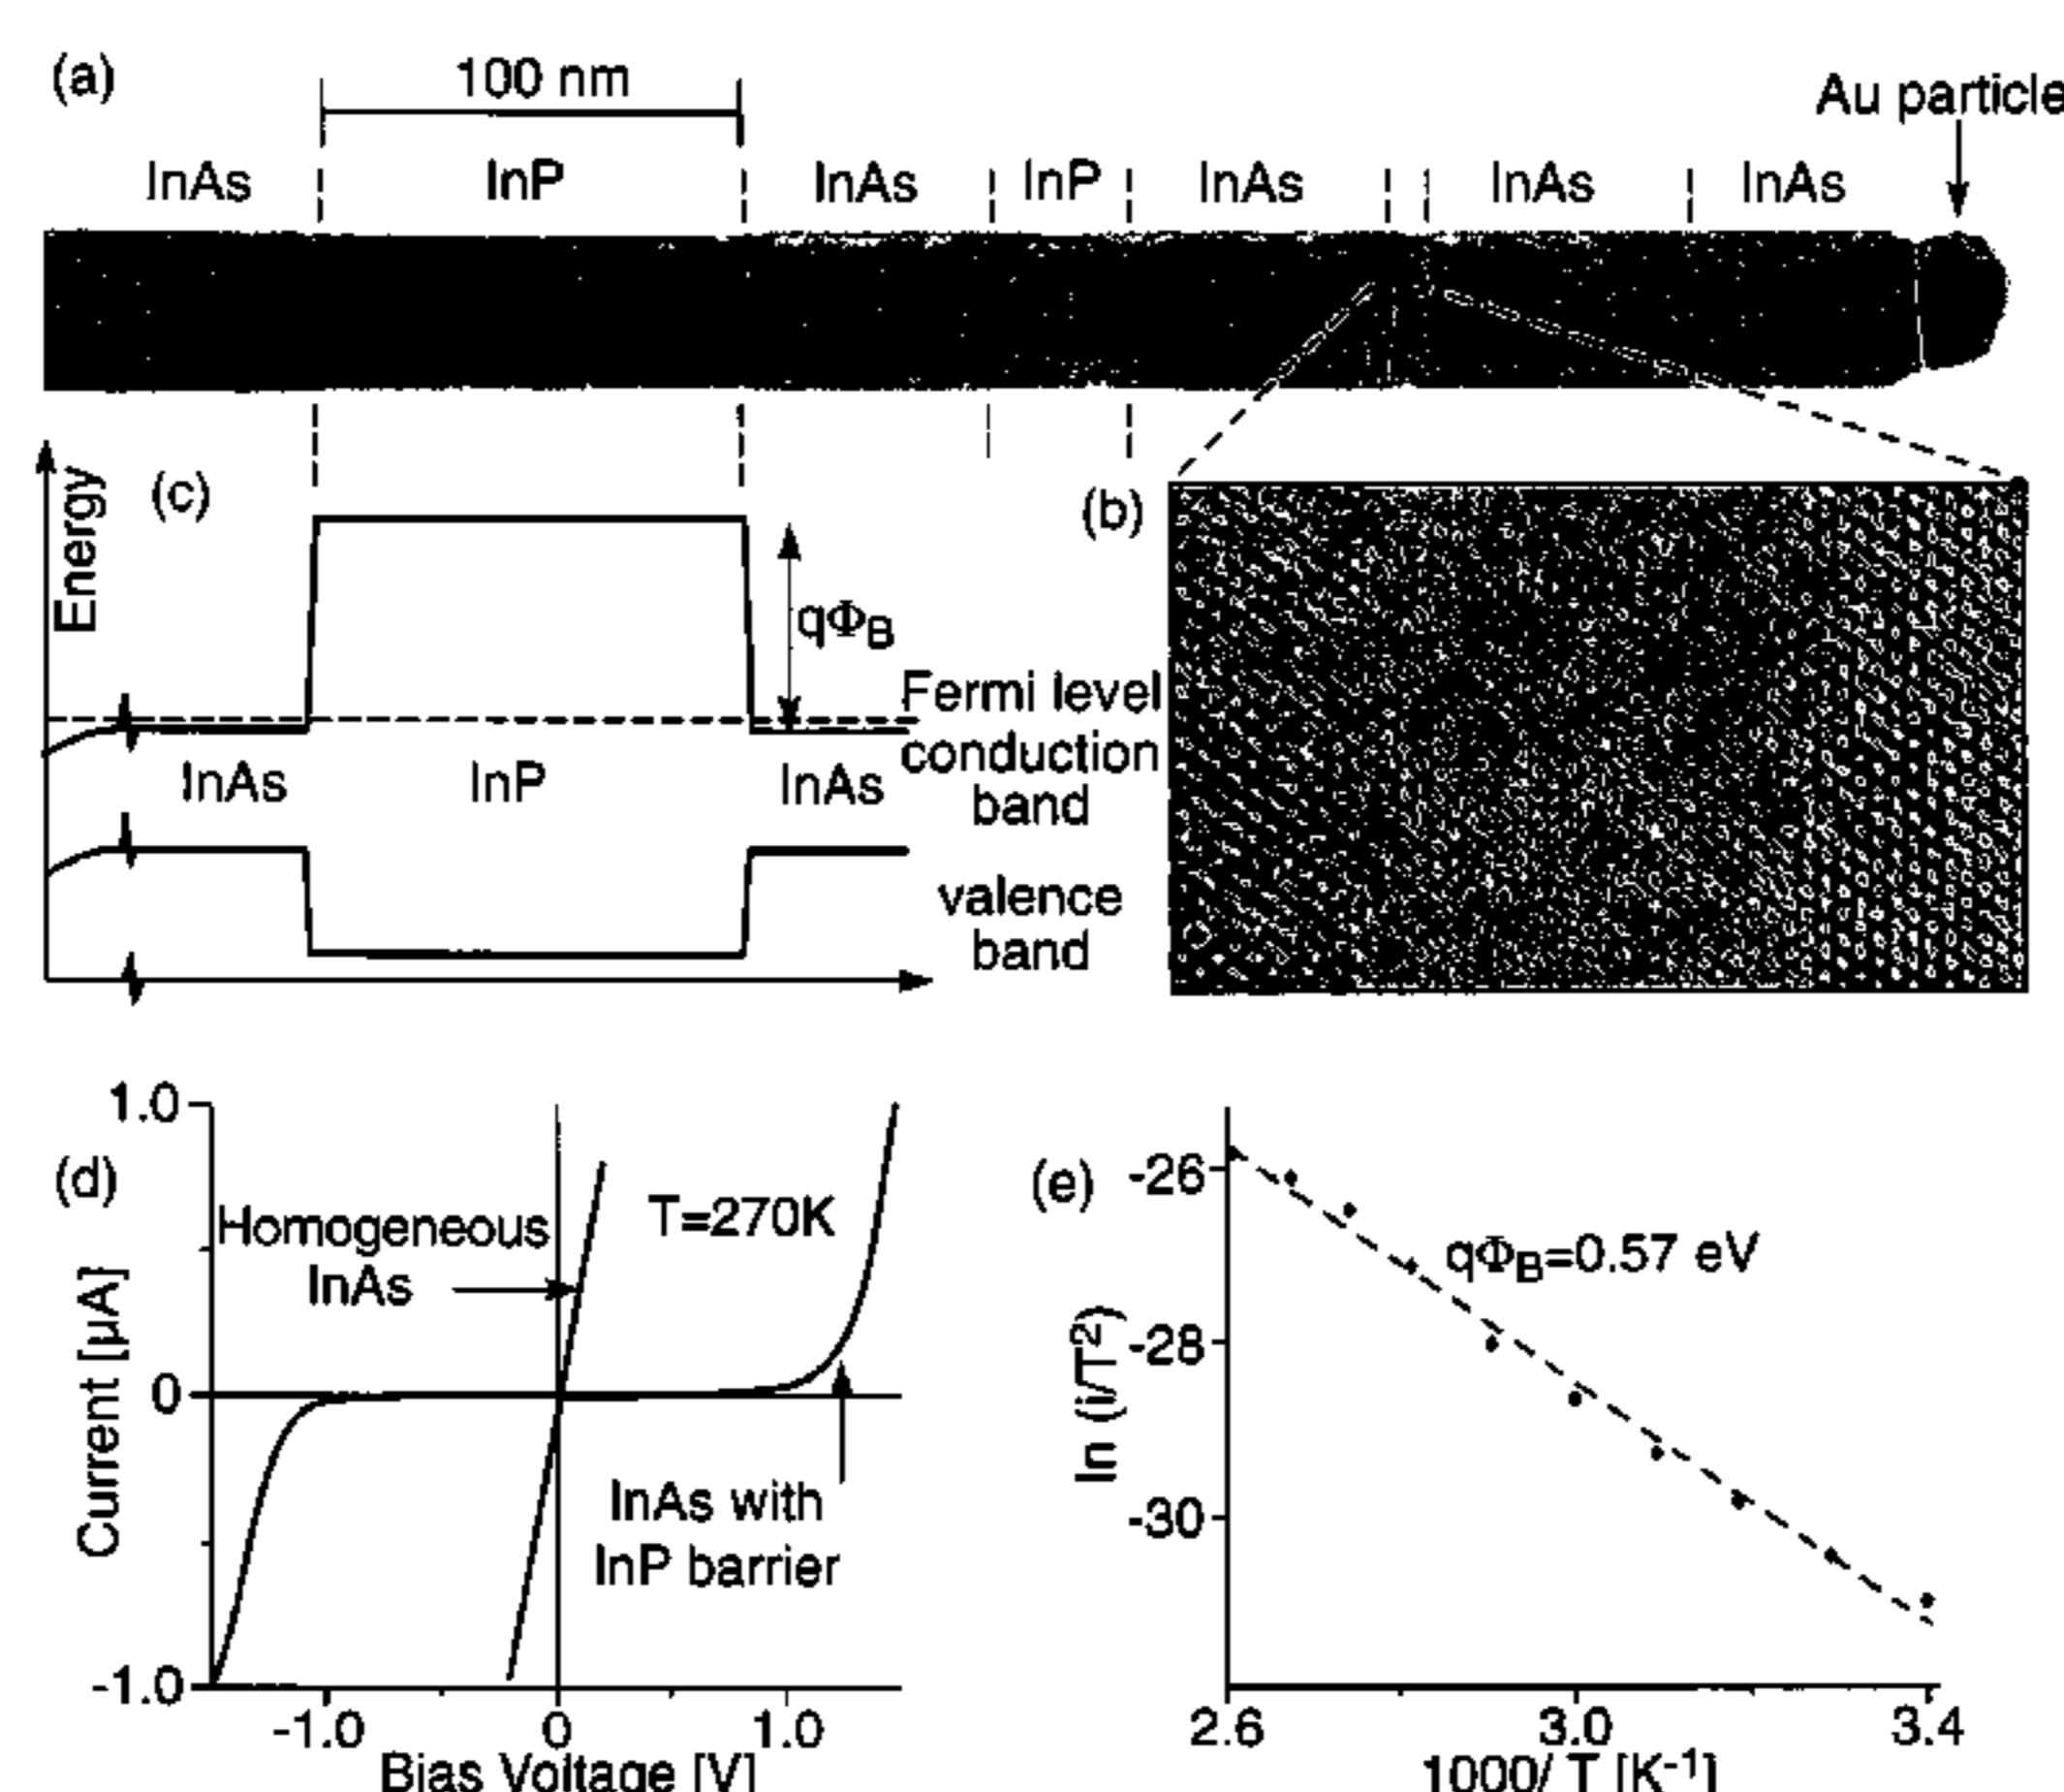 (a)
100 nm
Au particle
InAs InP InAs InP InAs InAs InAs
Energy
(c)
qΦB
(b)
Fermi level
conduction
band
InAs InP InAs
valence
band
1.0
(d)
Homogeneous
InAs
T=270K
Current [µA]
0
InAs with
InP barrier
-1.0
-1.0 0 1.0
Bias Voltage [V]
(e)
-26
qΦB=0.57 eV
ln (i/T²)
-28
-30
2.6 3.0 3.4
1000/ T [K⁻¹]